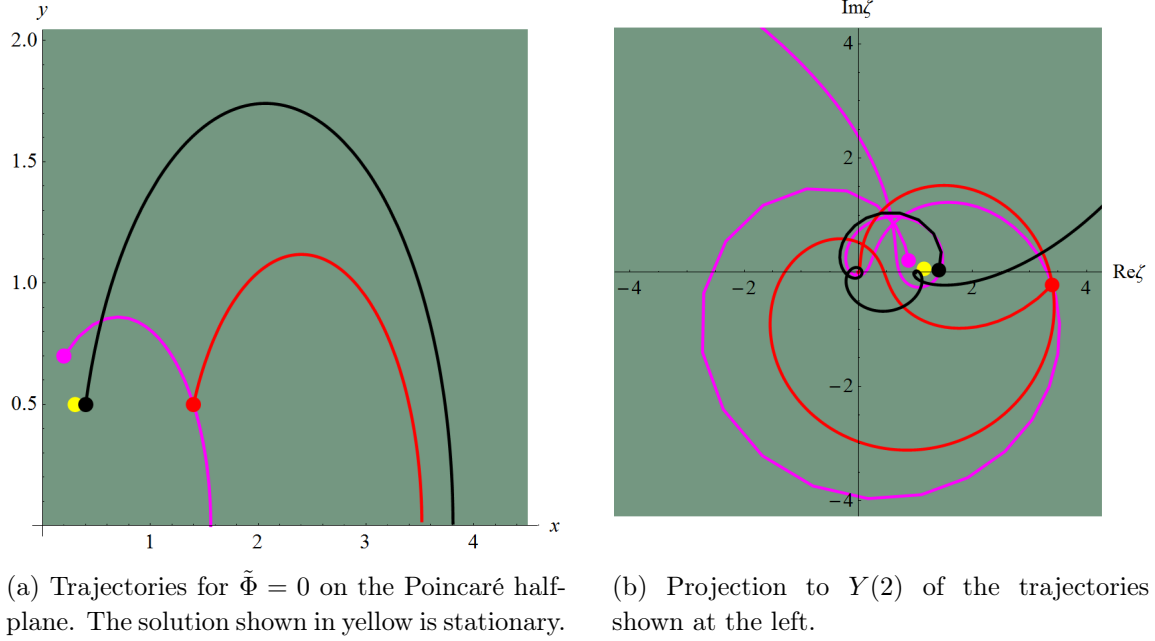 y
2.0
1.5
1.0
0.5
1
2
3
4
x
Imζ
4
2
−4
−2
2
4
Reζ
−2
−4
(a) Trajectories for Φ̃ = 0 on the Poincaré half-
plane. The solution shown in yellow is stationary.
(b) Projection to Y(2) of the trajectories
shown at the left.